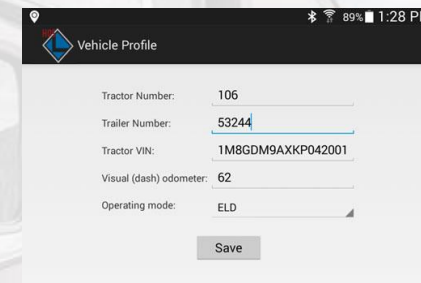 89% 1:28 P
Vehicle Profile
Tractor Number: 106
Trailer Number: 53244
Tractor VIN: 1M8GDM9AXKP042001
Visual (dash) odometer: 62
Operating mode: ELD
Save